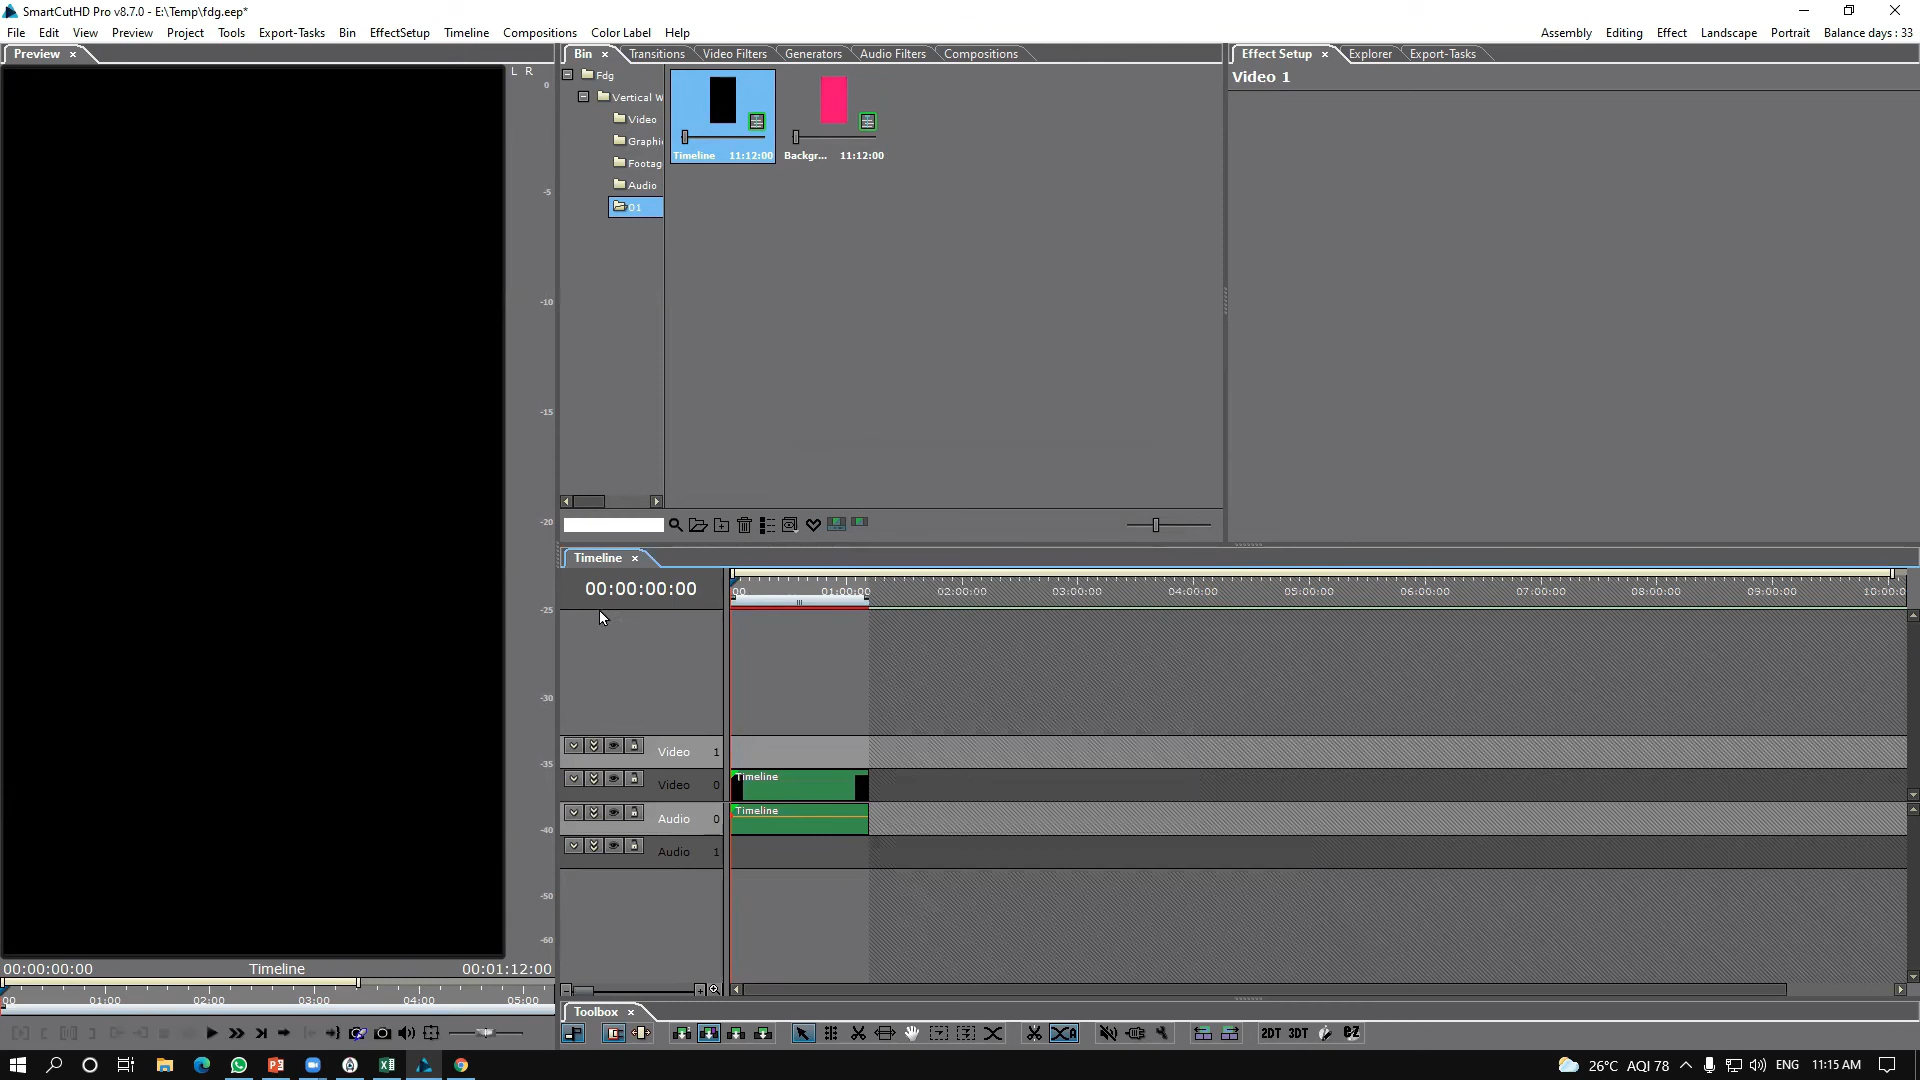 SmartCutHD Pro v8.7.0 - E:\Temp\fdg.eep*
File Edit View Preview Project Tools Export-Tasks Bin EffectSetup Timeline Compositions Color Label Help
Assembly Editing Effect Landscape Portrait Balance days : 33
Preview
Bin Transitions Video Filters Generators Audio Filters Compositions
Effect Setup Explorer Export-Tasks
L R
Fdg
Video 1
0
Vertical W
Video
Graphic
Footag
Audio
01
Timeline 11:12:00
Backgr... 11:12:00
-5
-10
-15
-20
-25
-30
-35
-40
-50
-60
Timeline
00:00:00:00
00 01:00:00 02:00:00 03:00:00 04:00:00 05:00:00 06:00:00 07:00:00 08:00:00 09:00:00 10:00:0
Video 1
Video 0
Timeline
Audio 0
Timeline
Audio 1
00:00:00:00 Timeline 00:01:12:00
00 01:00 02:00 03:00 04:00 05:00
Toolbox
2DT 3DT eZ
26°C AQI 78 ENG 11:15 AM